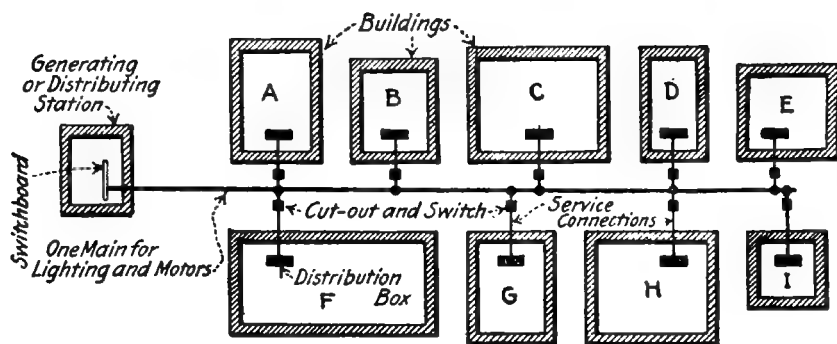 Buildings
Generating
or Distributing
Station
Switchboard
A
B
C
D
E
Cut-out and Switch
Service
Connections
One Main for
Lighting and Motors
Distribution
Box
F
G
H
I